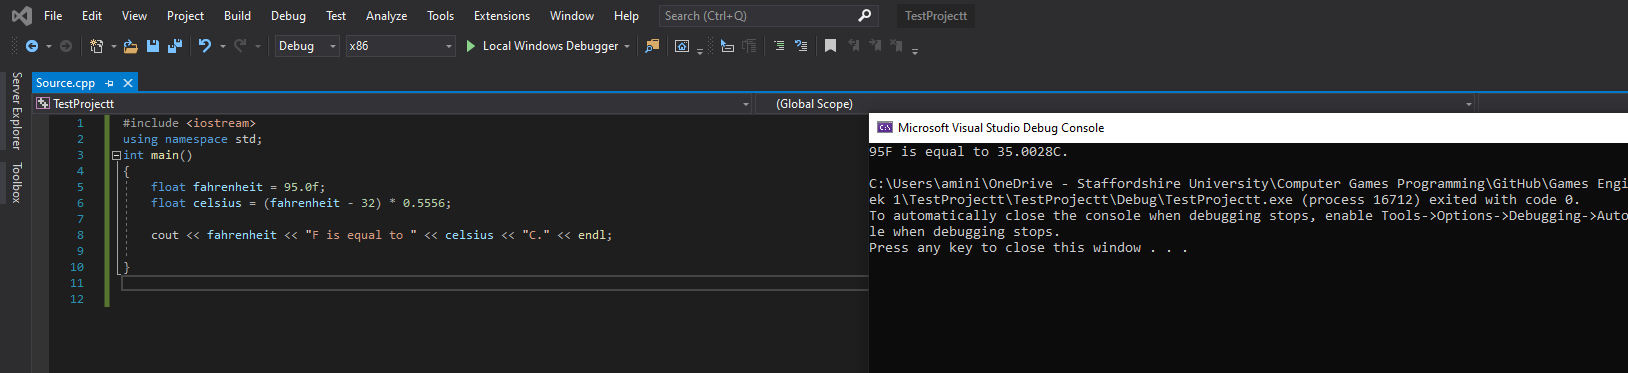 File Edit View Project Build Debug Test Analyze Tools Extensions Window Help Search (Ctrl+Q) TestProjectt
Debug x86 Local Windows Debugger
Server Explorer
Toolbox
Source.cpp
TestProjectt (Global Scope)
1 #include <iostream>
2 using namespace std;
3 int main()
4 {
5 float fahrenheit = 95.0f;
6 float celsius = (fahrenheit - 32) * 0.5556;
7
8 cout << fahrenheit << "F is equal to " << celsius << "C." << endl;
9
10 }
11
12
C:\ Microsoft Visual Studio Debug Console
95F is equal to 35.0028C.
C:\Users\amini\OneDrive - Staffordshire University\Computer Games Programming\GitHub\Games Engi
ek 1\TestProjectt\TestProjectt\Debug\TestProjectt.exe (process 16712) exited with code 0.
To automatically close the console when debugging stops, enable Tools->Options->Debugging->Auto
le when debugging stops.
Press any key to close this window . . .